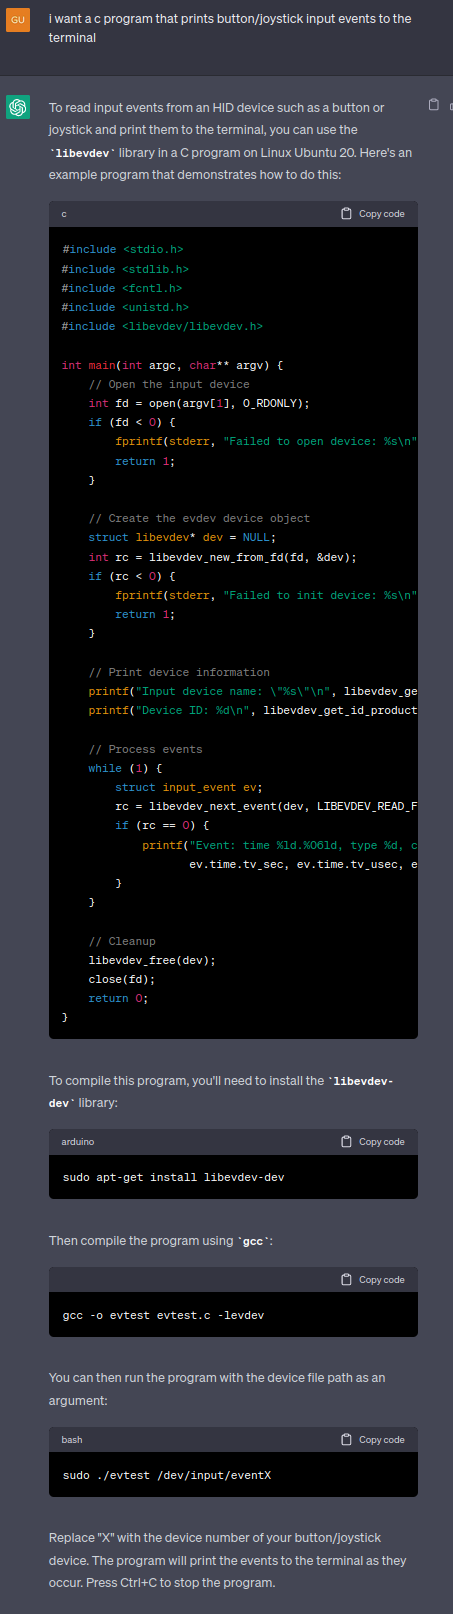 GU
i want a c program that prints button/joystick input events to the
terminal
To read input events from an HID device such as a button or
joystick and print them to the terminal, you can use the
`libevdev` library in a C program on Linux Ubuntu 20. Here's an
example program that demonstrates how to do this:
c Copy code
#include <stdio.h>
#include <stdlib.h>
#include <fcntl.h>
#include <unistd.h>
#include <libevdev/libevdev.h>
int main(int argc, char** argv) {
// Open the input device
int fd = open(argv[1], O_RDONLY);
if (fd < 0) {
fprintf(stderr, "Failed to open device: %s\n"
return 1;
}
// Create the evdev device object
struct libevdev* dev = NULL;
int rc = libevdev_new_from_fd(fd, &dev);
if (rc < 0) {
fprintf(stderr, "Failed to init device: %s\n"
return 1;
}
// Print device information
printf("Input device name: \"%s\"\n", libevdev_ge
printf("Device ID: %d\n", libevdev_get_id_product
// Process events
while (1) {
struct input_event ev;
rc = libevdev_next_event(dev, LIBEVDEV_READ_F
if (rc == 0) {
printf("Event: time %ld.%06ld, type %d, c
ev.time.tv_sec, ev.time.tv_usec, e
}
}
// Cleanup
libevdev_free(dev);
close(fd);
return 0;
}
To compile this program, you'll need to install the `libevdev-
dev` library:
arduino Copy code
sudo apt-get install libevdev-dev
Then compile the program using `gcc`:
Copy code
gcc -o evtest evtest.c -levdev
You can then run the program with the device file path as an
argument:
bash Copy code
sudo ./evtest /dev/input/eventX
Replace "X" with the device number of your button/joystick
device. The program will print the events to the terminal as they
occur. Press Ctrl+C to stop the program.